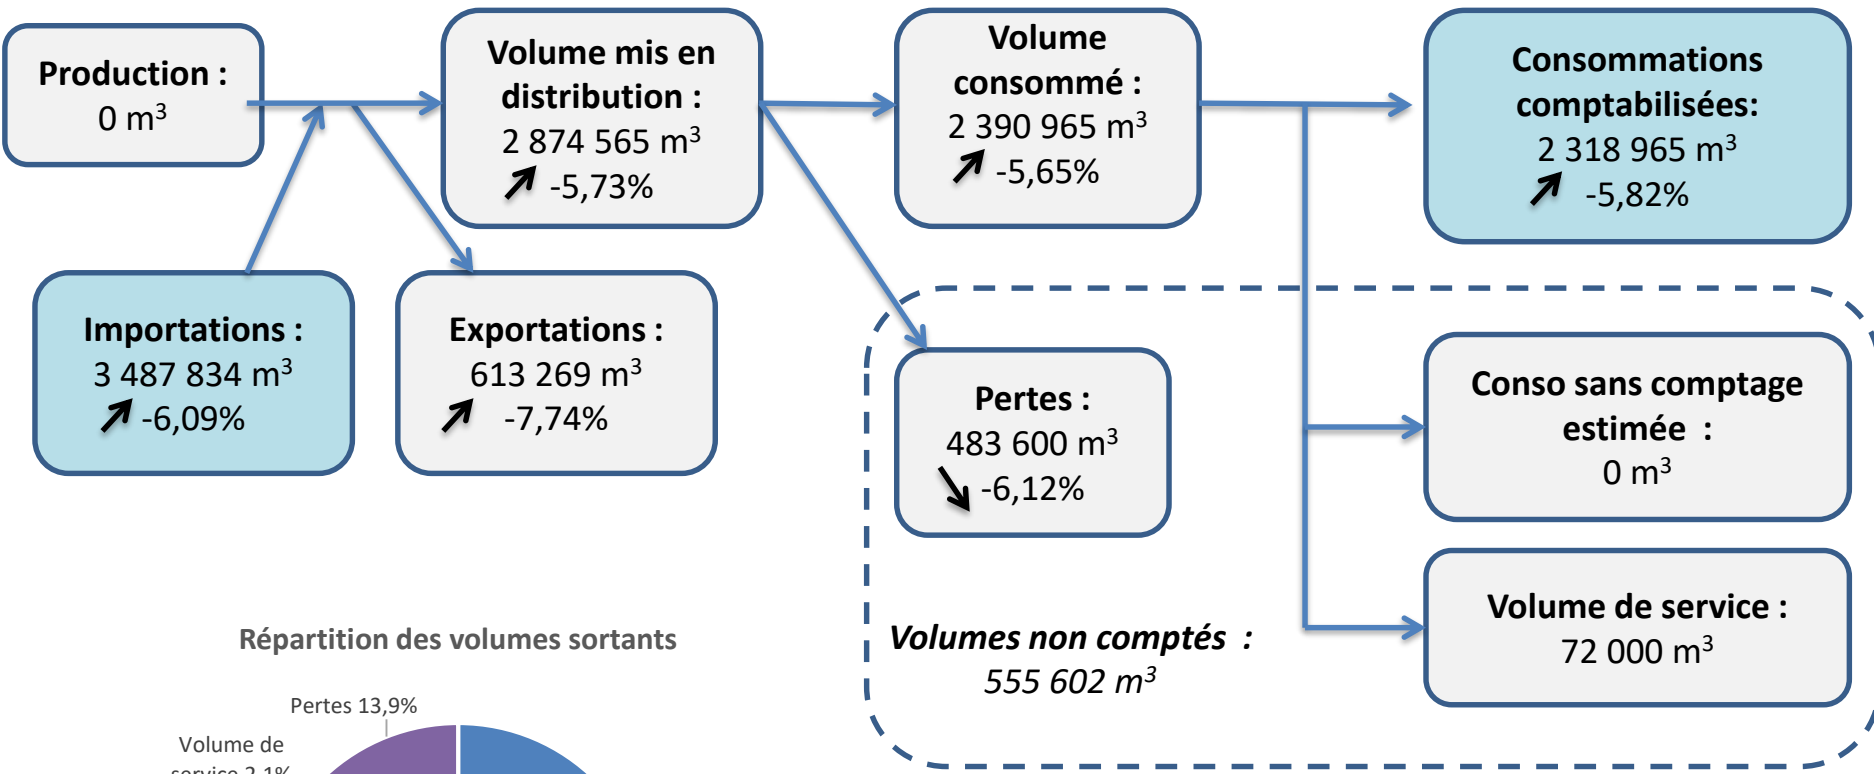 Production :
0 m³
Volume mis en
distribution :
2 874 565 m³
-5,73%
Volume
consommé :
2 390 965 m³
-5,65%
Consommations
comptabilisées:
2 318 965 m³
-5,82%
Importations :
3 487 834 m³
-6,09%
Exportations :
613 269 m³
-7,74%
Pertes :
483 600 m³
-6,12%
Conso sans comptage
estimée :
0 m³
Volume de service :
72 000 m³
Volumes non comptés :
555 602 m³
Répartition des volumes sortants
Pertes 13,9%
Volume de
service 2,1%